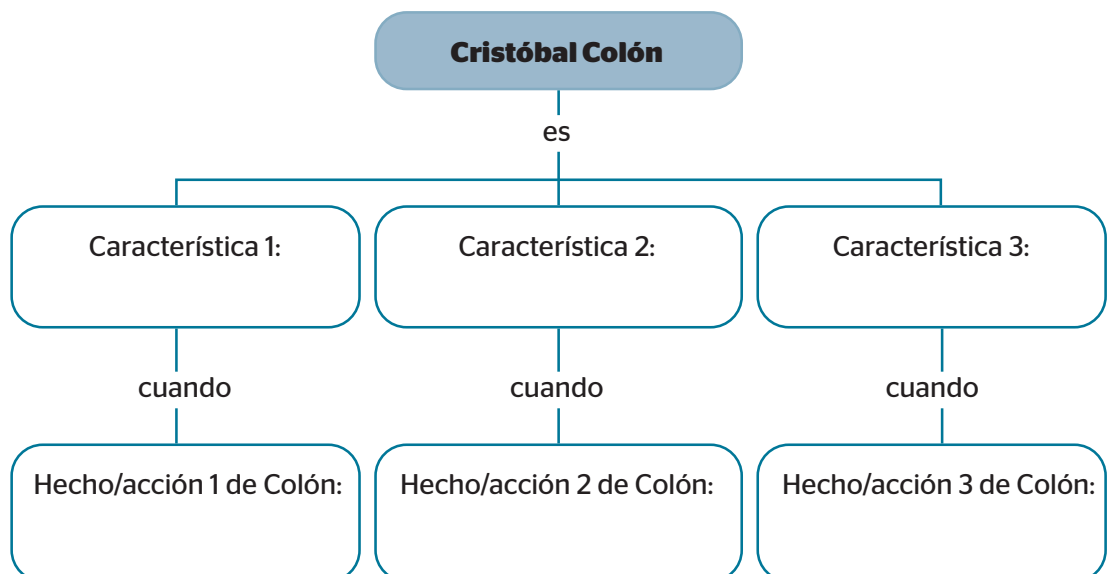 Cristóbal Colón
es
Característica 1:
Característica 2:
Característica 3:
cuando
cuando
cuando
Hecho/acción 1 de Colón:
Hecho/acción 2 de Colón:
Hecho/acción 3 de Colón: